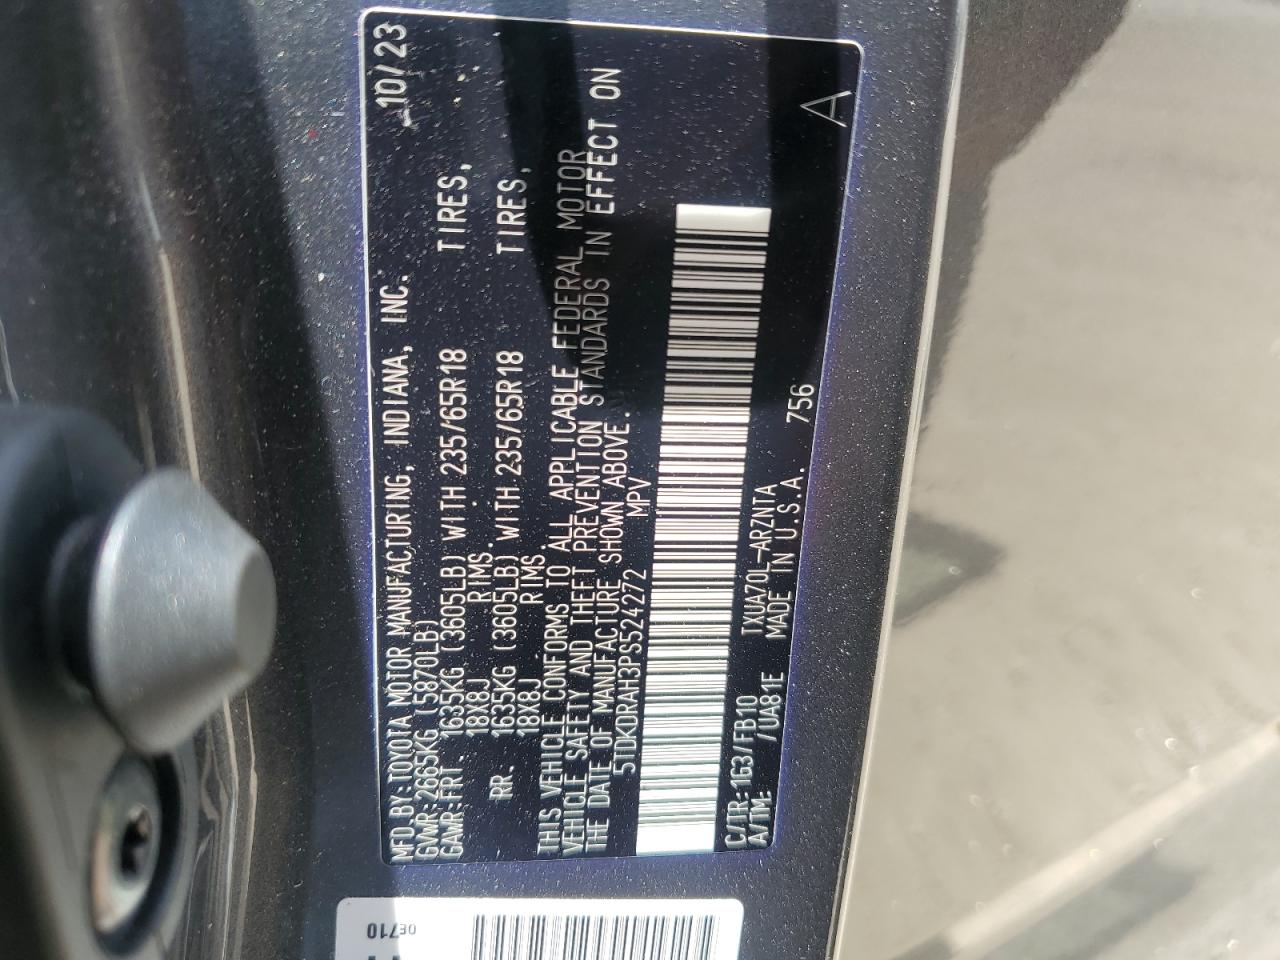 MFD.BY:TOYOTA MOTOR MANUFACTURING, INDIANA, INC. 10/23
GVWR:2665KG (5870LB)
GAWR:FRT 1635KG (3605LB) WITH 235/65R18 TIRES,
18X8J RIMS.
RR. 1635KG (3605LB) WITH 235/65R18 TIRES,
18X8J RIMS.
THIS VEHICLE CONFORMS TO ALL APPLICABLE FEDERAL MOTOR
VEHICLE SAFETY AND THEFT PREVENTION STANDARDS IN EFFECT ON
THE DATE OF MANUFACTURE SHOWN ABOVE.
5TDKDRAH3PS524272 MPV
C/TR:1G3/FB10 TXUA70L-ARZNTA
A/TM: /UA81E MADE IN U.S.A. 756
A
0E710